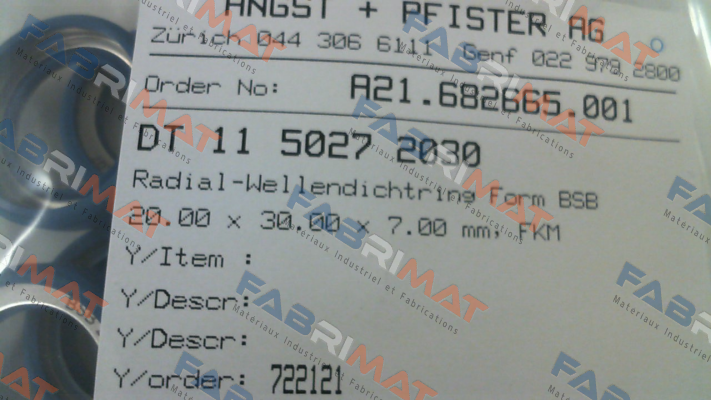 ANGST + PFISTER AG
Zürich 044 306 6111 Genf 022 979 2800
Order No: A21.682665.001
DT 11 5027 2030
Radial-Wellendichtring Form BSB
20.00 x 30.00 x 7.00 mm, FKM
Y/Item :
Y/Descr:
Y/Descr:
Y/order: 722121
BSB
FABRIMAT
Matériaux Industriel et Fabrications